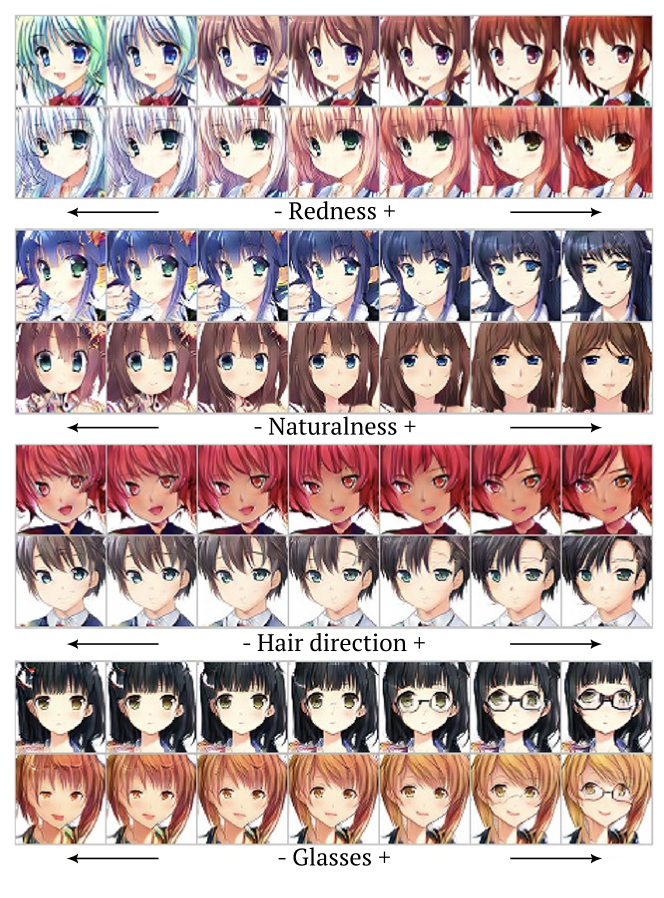 - Redness +
- Naturalness +
- Hair direction +
- Glasses +